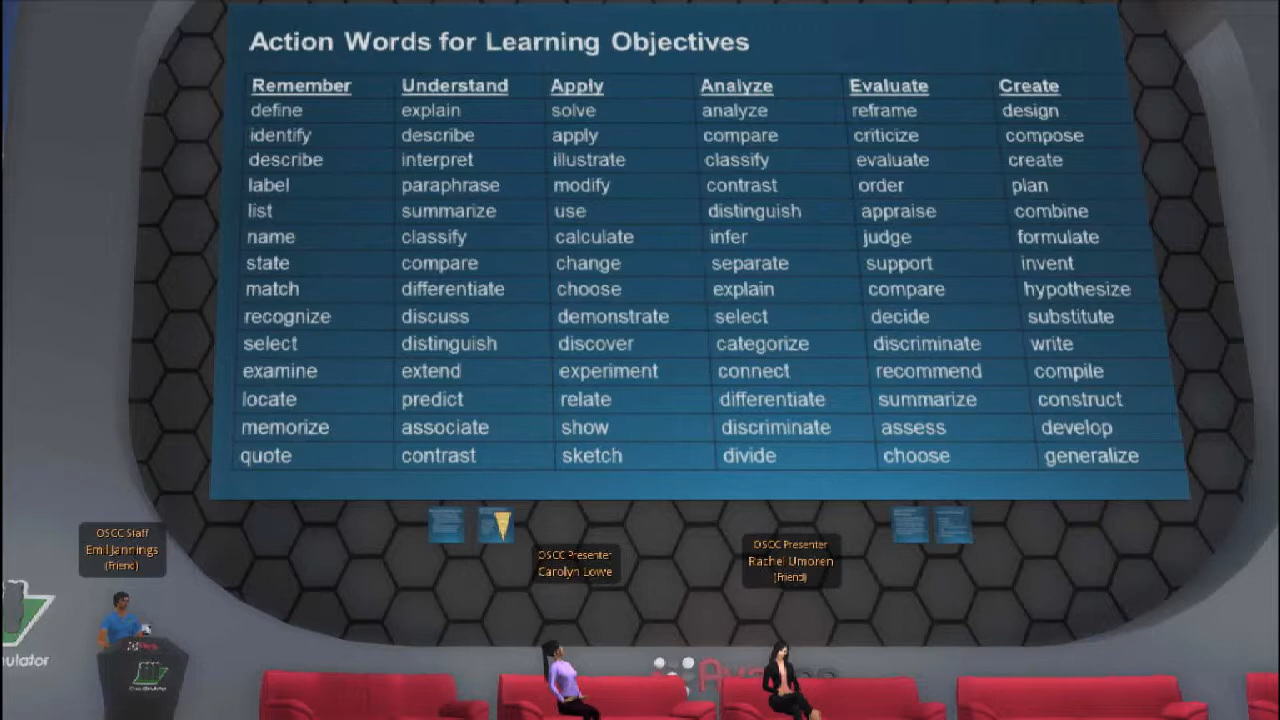 Action Words for Learning Objectives
Remember Understand Apply Analyze Evaluate Create
define explain solve analyze reframe design
identify describe apply compare criticize compose
describe interpret illustrate classify evaluate create
label paraphrase modify contrast order plan
list summarize use distinguish appraise combine
name classify calculate infer judge formulate
state compare change separate support invent
match differentiate choose explain compare hypothesize
recognize discuss demonstrate select decide substitute
select distinguish discover categorize discriminate write
examine extend experiment connect recommend compile
locate predict relate differentiate summarize construct
memorize associate show discriminate assess develop
quote contrast sketch divide choose generalize
OSCC Staff
Emil Jannings
(Friend)
OSCC Presenter
Carolyn Lowe
OSCC Presenter
Rachel Umoren
(Friend)